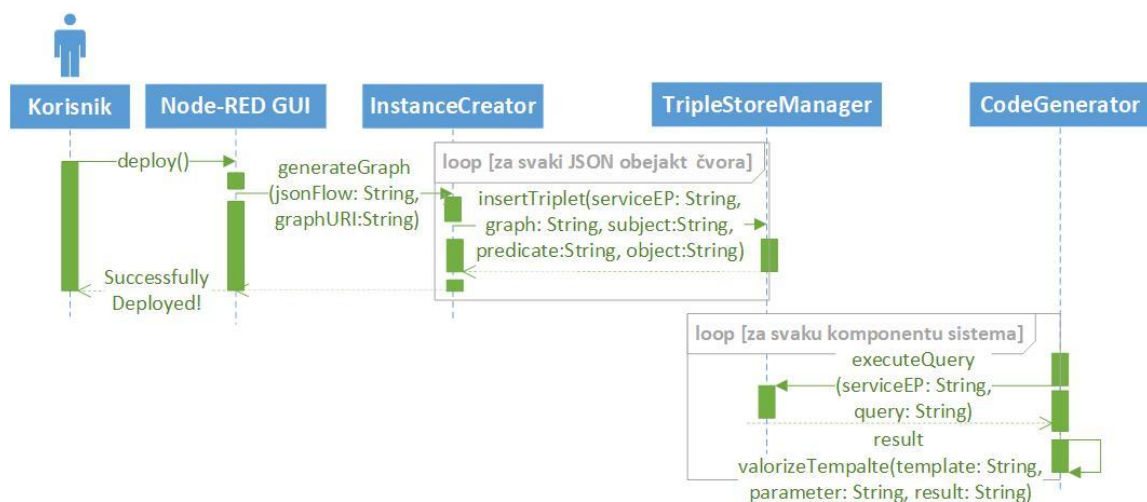 Korisnik
Node-RED GUI
InstanceCreator
TripleStoreManager
CodeGenerator
deploy()
generateGraph
(jsonFlow: String,
graphURI:String)
loop [za svaki JSON obejakt čvora]
insertTriplet(serviceEP: String,
graph: String, subject:String,
predicate:String, object:String)
Successfully
Deployed!
loop [za svaku komponentu sistema]
executeQuery
(serviceEP: String,
query: String)
result
valorizeTempalte(template: String,
parameter: String, result: String)